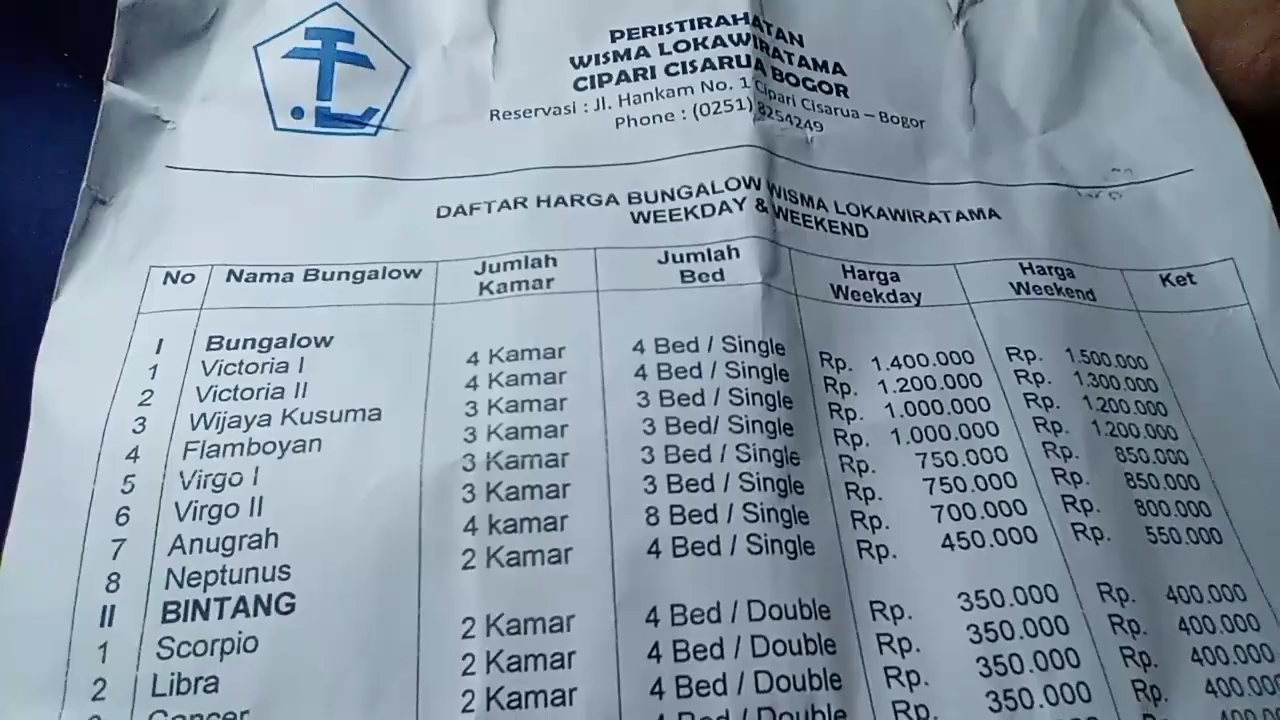 PERISTIRAHATAN
WISMA LOKAWIRATAMA
CIPARI CISARUA BOGOR
Reservasi : Jl. Hankam No. 1 Cipari Cisarua – Bogor
Phone : (0251) 8254249
DAFTAR HARGA BUNGALOW WISMA LOKAWIRATAMA
WEEKDAY & WEEKEND
No Nama Bungalow Jumlah Kamar Jumlah Bed Harga Weekday Harga Weekend Ket
I Bungalow
1 Victoria I 4 Kamar 4 Bed / Single Rp. 1.400.000 Rp. 1.500.000
2 Victoria II 4 Kamar 4 Bed / Single Rp. 1.200.000 Rp. 1.300.000
3 Wijaya Kusuma 3 Kamar 3 Bed / Single Rp. 1.000.000 Rp. 1.200.000
4 Flamboyan 3 Kamar 3 Bed/ Single Rp. 1.000.000 Rp. 1.200.000
5 Virgo I 3 Kamar 3 Bed / Single Rp. 750.000 Rp. 850.000
6 Virgo II 3 Kamar 3 Bed / Single Rp. 750.000 Rp. 850.000
7 Anugrah 4 kamar 8 Bed / Single Rp. 700.000 Rp. 800.000
8 Neptunus 2 Kamar 4 Bed / Single Rp. 450.000 Rp. 550.000
II BINTANG
1 Scorpio 2 Kamar 4 Bed / Double Rp. 350.000 Rp. 400.000
2 Libra 2 Kamar 4 Bed / Double Rp. 350.000 Rp. 400.000
Cancer 2 Kamar 4 Bed / Double Rp. 350.000 Rp. 400.000
Bed / Double Rp. 350.000 Rp. 400.000